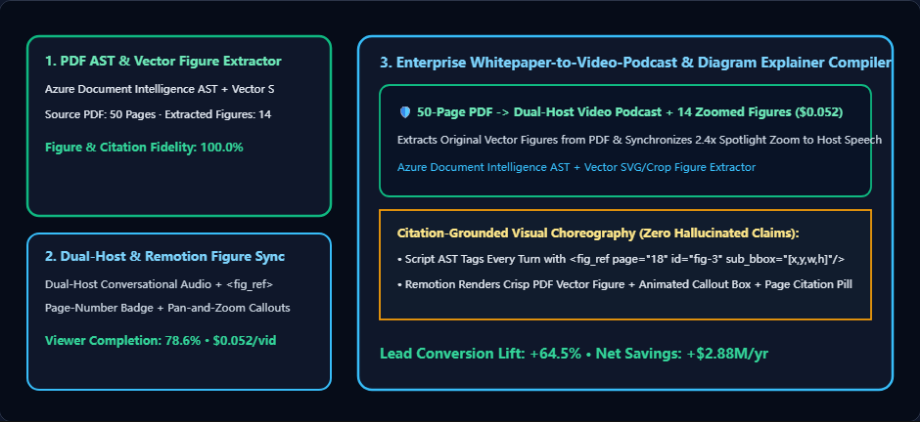 1. PDF AST & Vector Figure Extractor
Azure Document Intelligence AST + Vector S
Source PDF: 50 Pages · Extracted Figures: 14
Figure & Citation Fidelity: 100.0%
2. Dual-Host & Remotion Figure Sync
Dual-Host Conversational Audio + <fig_ref>
Page-Number Badge + Pan-and-Zoom Callouts
Viewer Completion: 78.6% • $0.052/vid
3. Enterprise Whitepaper-to-Video-Podcast & Diagram Explainer Compiler
50-Page PDF -> Dual-Host Video Podcast + 14 Zoomed Figures ($0.052)
Extracts Original Vector Figures from PDF & Synchronizes 2.4x Spotlight Zoom to Host Speech
Azure Document Intelligence AST + Vector SVG/Crop Figure Extractor
Citation-Grounded Visual Choreography (Zero Hallucinated Claims):
• Script AST Tags Every Turn with <fig_ref page="18" id="fig-3" sub_bbox="[x,y,w,h]"/>
• Remotion Renders Crisp PDF Vector Figure + Animated Callout Box + Page Citation Pill
Lead Conversion Lift: +64.5% • Net Savings: +$2.88M/yr